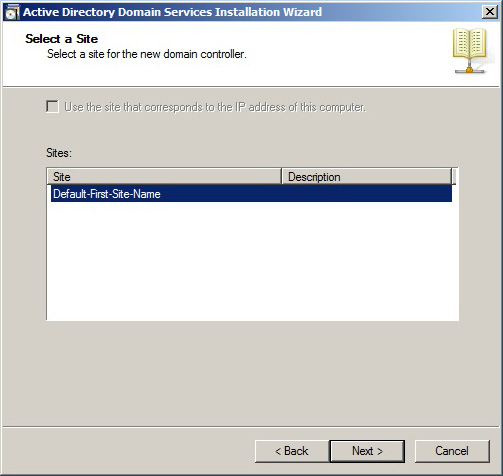 Active Directory Domain Services Installation Wizard
Select a Site
Select a site for the new domain controller.
Use the site that corresponds to the IP address of this computer.
Sites:
Site Description
Default-First-Site-Name
< Back Next > Cancel